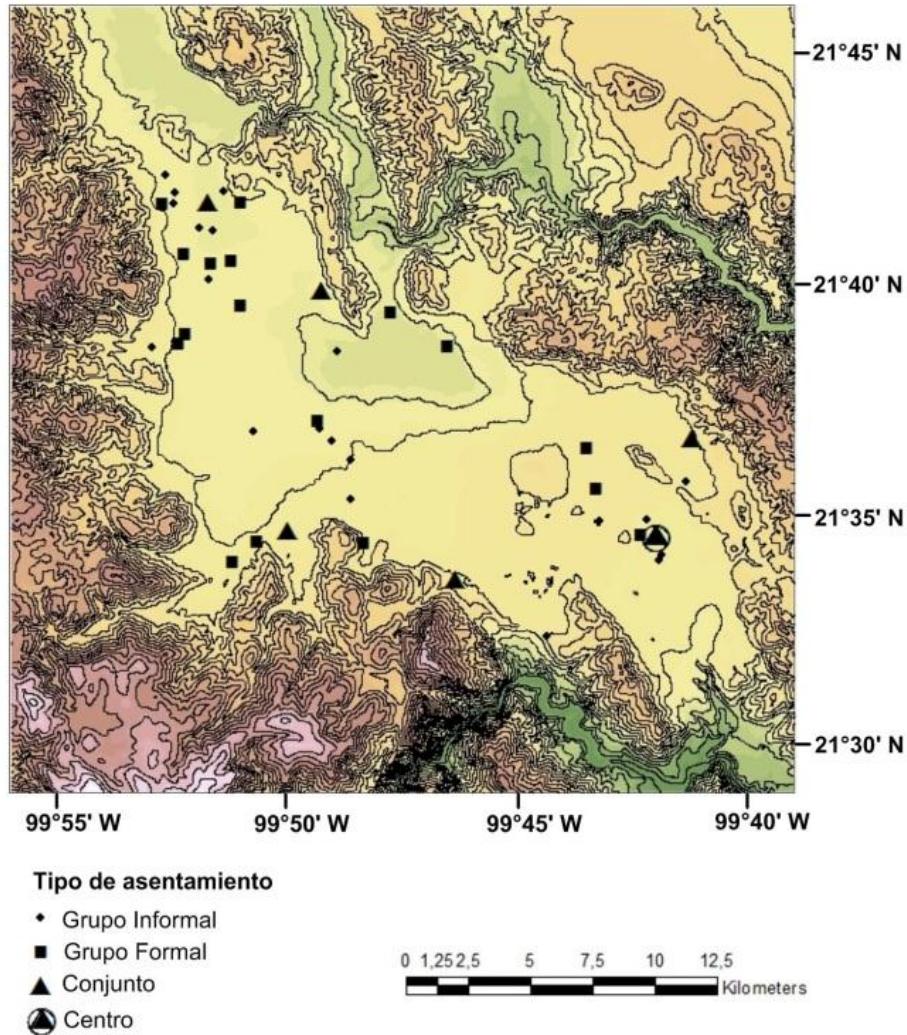 21°45' N
21°40' N
21°35' N
21°30' N
99°55' W 99°50' W 99°45' W 99°40' W
Tipo de asentamiento
Grupo Informal
Grupo Formal
Conjunto
Centro
0 1,25 2,5 5 7,5 10 12,5
Kilometers